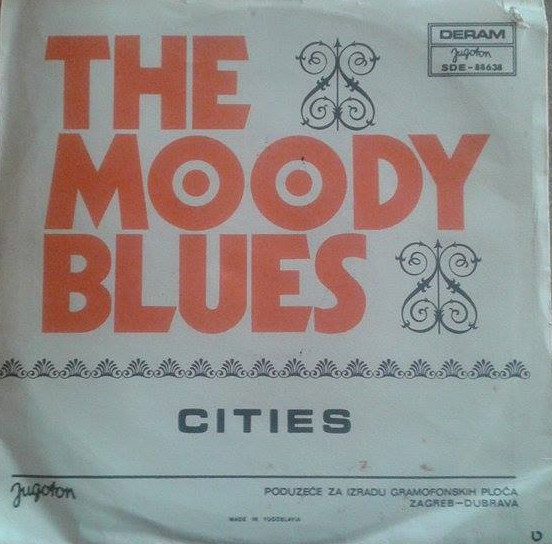 THE
MOODY
BLUES
DERAM
Jugoton
SDE-88638
CITIES
Jugoton
PODUZEĆE ZA IZRADU GRAMOFONSKIH PLOČA
ZAGREB–DUBRAVA
MADE IN YUGOSLAVIA